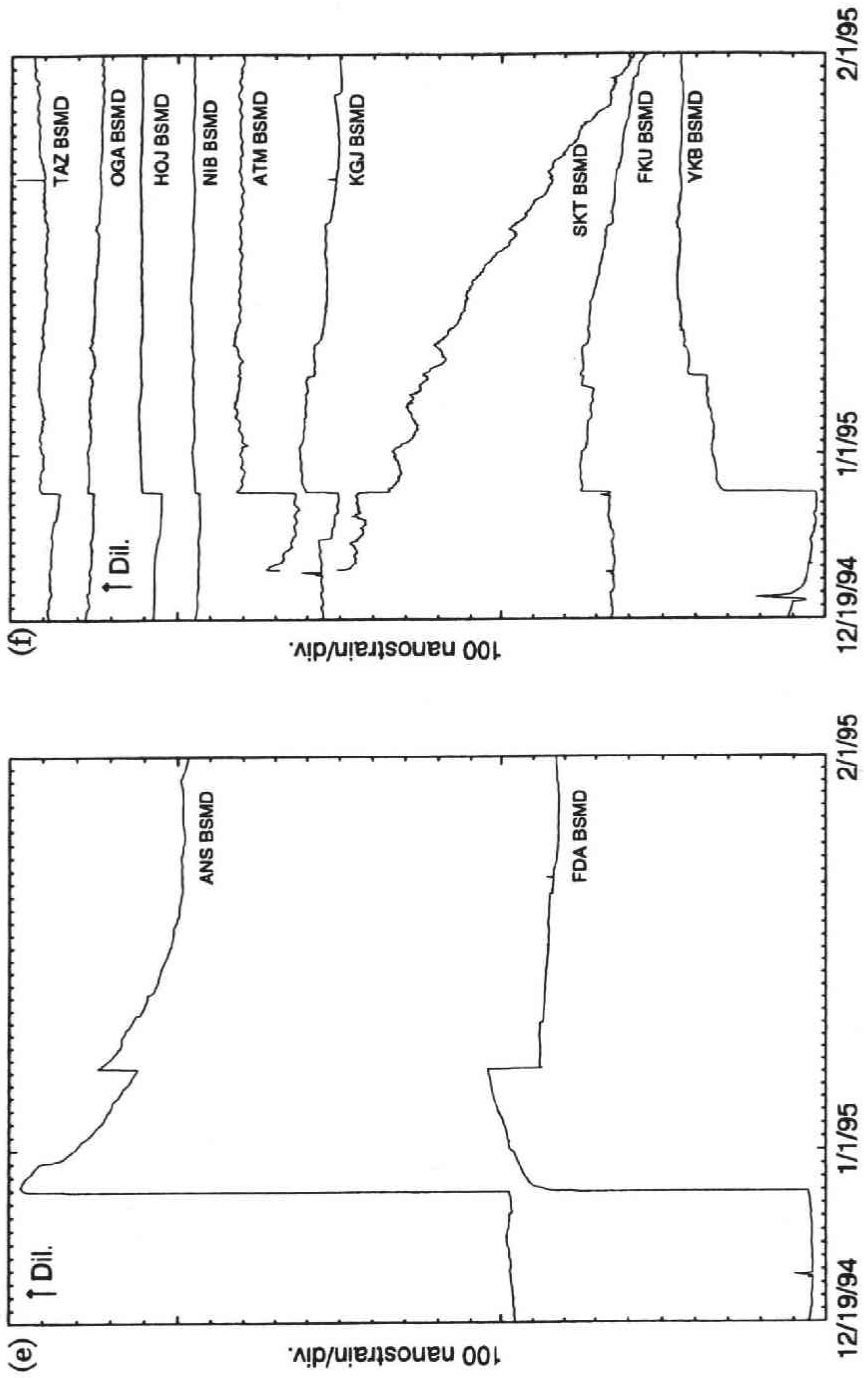 (e)
↑ Dil.
ANS BSMD
FDA BSMD
100 nanostrain/div.
12/19/94
1/1/95
2/1/95
(f)
TAZ BSMD
OGA BSMD
↑ Dil.
HOJ BSMD
NIB BSMD
ATM BSMD
KGJ BSMD
SKT BSMD
FKU BSMD
YKB BSMD
100 nanostrain/div.
12/19/94
1/1/95
2/1/95